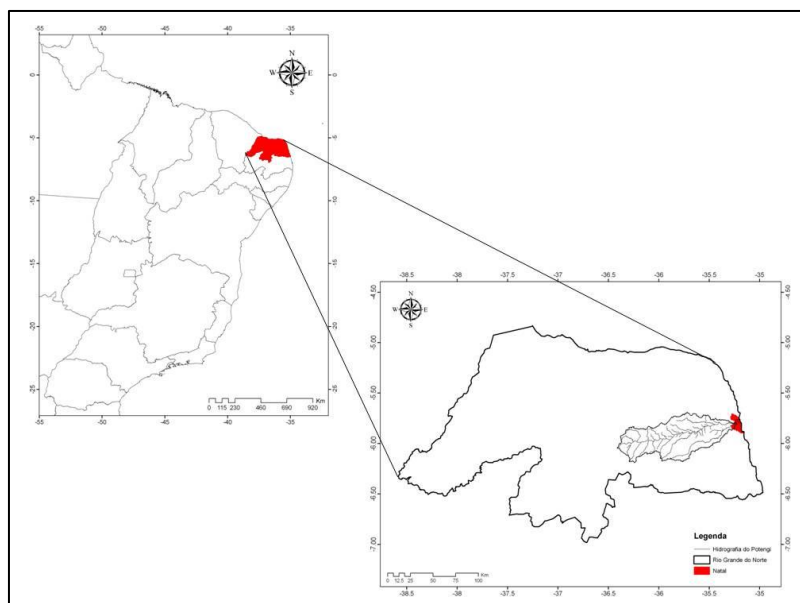 -55 -50 -45 -40 -35
N
W E
S
0
-5
-10
-15
-20
-25
0
-5
-10
-15
-20
-25
Km
0 115 230 460 690 920
-55 -50 -45 -40 -35
-38.5 -38 -37.5 -37 -36.5 -36 -35.5 -35
N
W E
S
-4.50
-5.00
-5.50
-6.00
-6.50
-7.00
-4.50
-5.00
-5.50
-6.00
-6.50
-7.00
Legenda
Hidrografia do Potengi
Rio Grande do Norte
Natal
Km
0 12.5 25 50 75 100
-38.5 -38 -37.5 -37 -36.5 -36 -35.5 -35